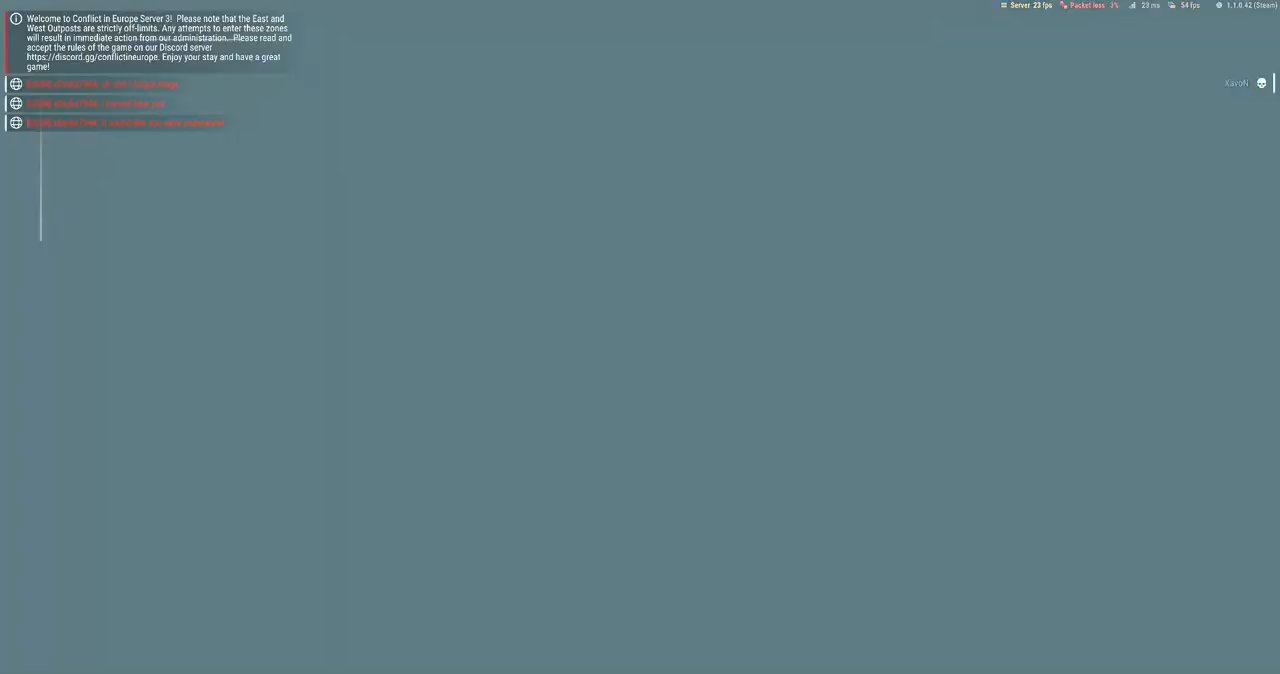 Server 23 fps Packet loss 3% 23 ms 54 fps 1.1.0.42 (Steam)
Welcome to Conflict in Europe Server 3! Please note that the East and
West Outposts are strictly off-limits. Any attempts to enter these zones
will result in immediate action from our administration. Please read and
accept the rules of the game on our Discord server
https://discord.gg/conflictineurope. Enjoy your stay and have a great
game!
XavoN